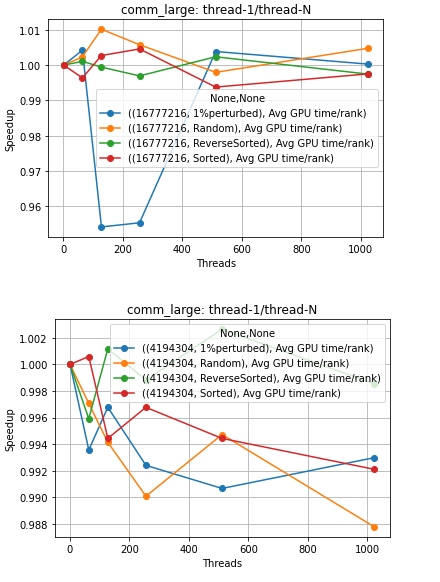 comm_large: thread-1/thread-N
1.01
1.00
0.99
0.98
0.97
0.96
Speedup
None,None
((16777216, 1%perturbed), Avg GPU time/rank)
((16777216, Random), Avg GPU time/rank)
((16777216, ReverseSorted), Avg GPU time/rank)
((16777216, Sorted), Avg GPU time/rank)
0 200 400 600 800 1000
Threads
comm_large: thread-1/thread-N
1.002
1.000
0.998
0.996
0.994
0.992
0.990
0.988
Speedup
None,None
((4194304, 1%perturbed), Avg GPU time/rank)
((4194304, Random), Avg GPU time/rank)
((4194304, ReverseSorted), Avg GPU time/rank)
((4194304, Sorted), Avg GPU time/rank)
0 200 400 600 800 1000
Threads